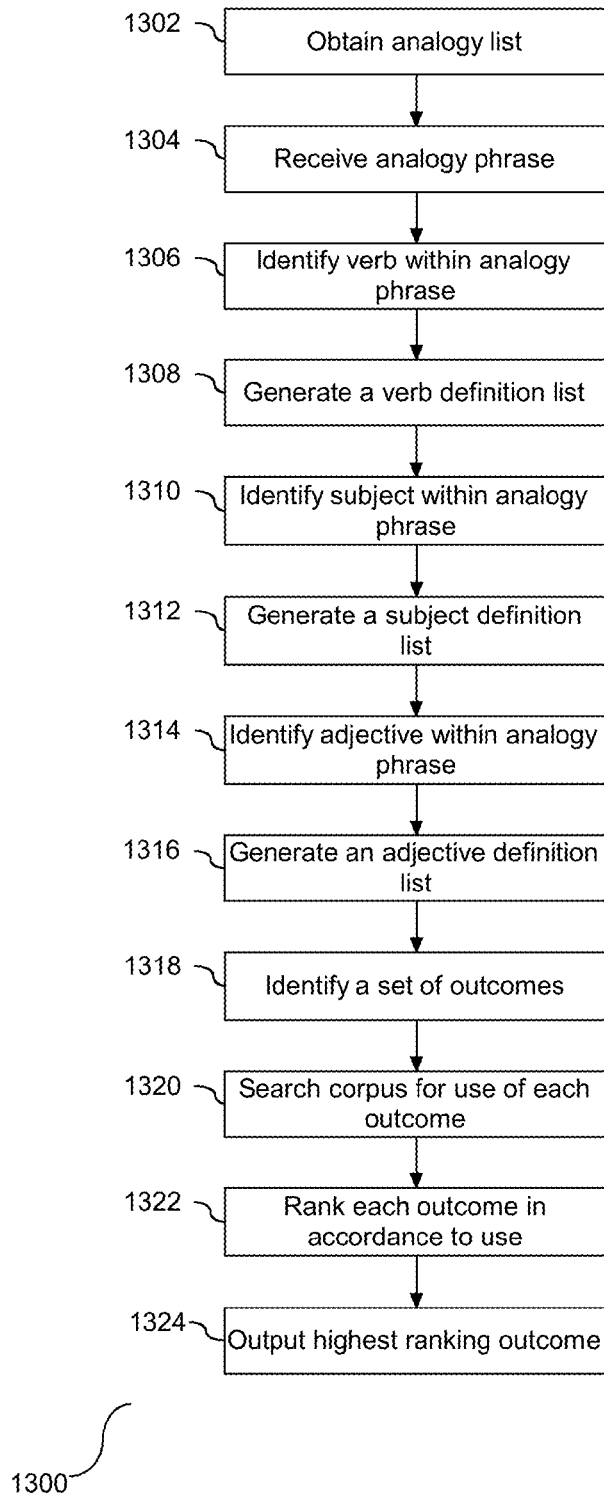 1302
Obtain analogy list
1304
Receive analogy phrase
1306
Identify verb within analogy
phrase
1308
Generate a verb definition list
1310
Identify subject within analogy
phrase
1312
Generate a subject definition
list
1314
Identify adjective within analogy
phrase
1316
Generate an adjective definition
list
1318
Identify a set of outcomes
1320
Search corpus for use of each
outcome
1322
Rank each outcome in
accordance to use
1324
Output highest ranking outcome
1300